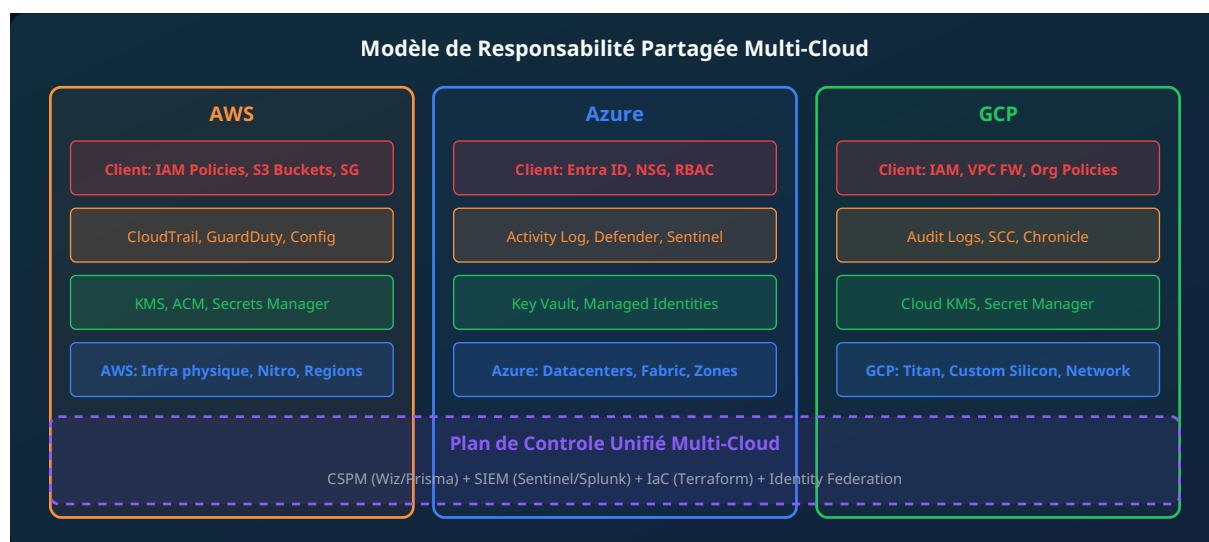 Modèle de Responsabilité Partagée Multi-Cloud
AWS
Client: IAM Policies, S3 Buckets, SG
CloudTrail, GuardDuty, Config
KMS, ACM, Secrets Manager
AWS: Infra physique, Nitro, Regions
Azure
Client: Entra ID, NSG, RBAC
Activity Log, Defender, Sentinel
Key Vault, Managed Identities
Azure: Datacenters, Fabric, Zones
GCP
Client: IAM, VPC FW, Org Policies
Audit Logs, SCC, Chronicle
Cloud KMS, Secret Manager
GCP: Titan, Custom Silicon, Network
Plan de Controle Unifié Multi-Cloud
CSPM (Wiz/Prisma) + SIEM (Sentinel/Splunk) + IaC (Terraform) + Identity Federation